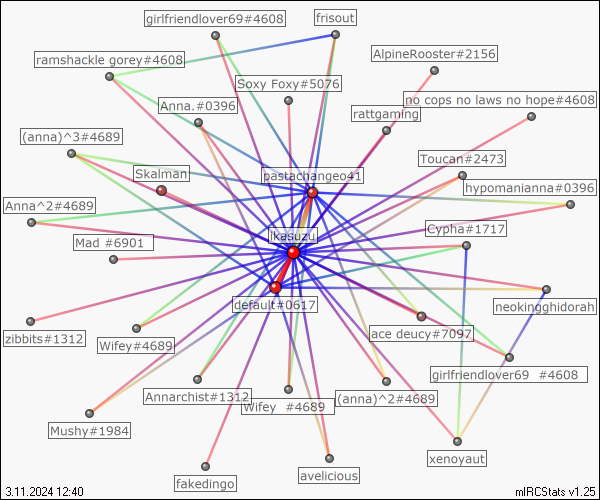 girlfriendlover69#4608
frisout
ramshackle gorey#4608
AlpineRooster#2156
Soxy Foxy#5076
no cops no laws no hope#4608
Anna.#0396
rattgaming
(anna)^3#4689
Toucan#2473
Skalman
pastachangeo41
hypomanianna#0396
Anna^2#4689
Cypha#1717
Mad #6901
ikasuzu
default#0617
neokingghidorah
zibbits#1312
Wifey#4689
ace deucy#7097
girlfriendlover69 #4608
Annarchist#1312
Wifey #4689
(anna)^2#4689
Mushy#1984
xenoyaut
fakedingo
avelicious
3.11.2024 12:40
mIRCStats v1.25